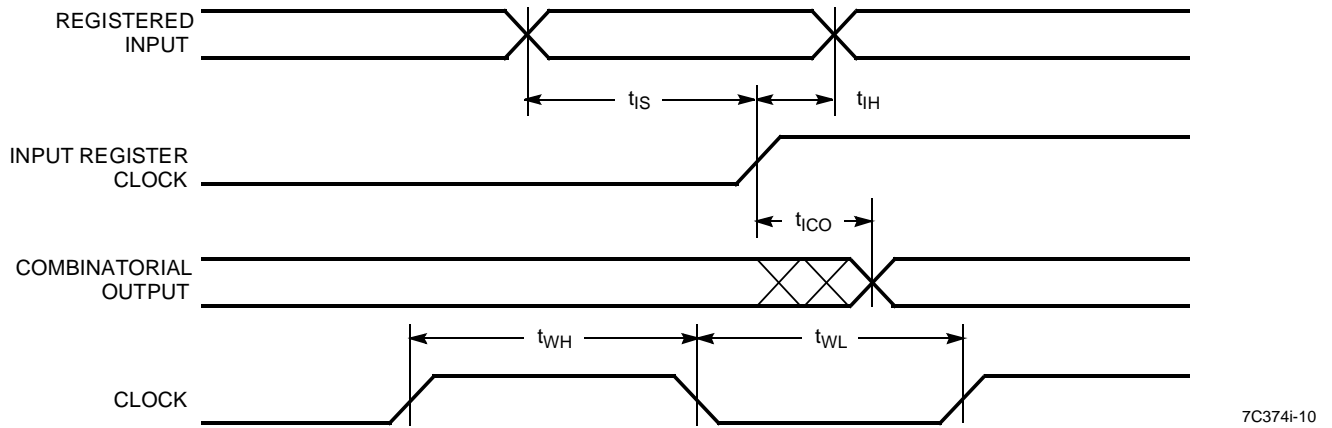 REGISTERED
INPUT
tIS
tIH
INPUT REGISTER
CLOCK
tICO
COMBINATORIAL
OUTPUT
tWH
tWL
CLOCK
7C374i-10